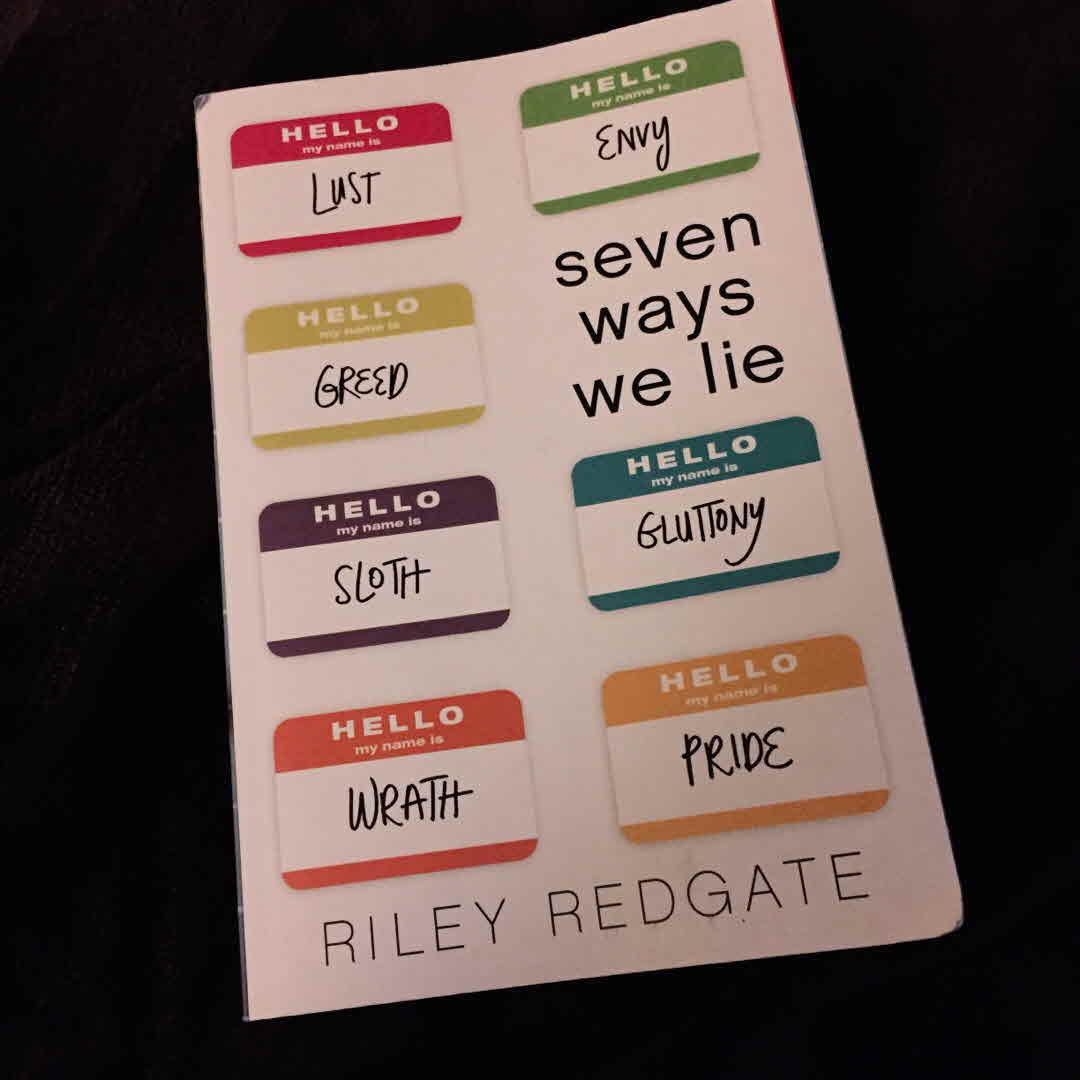 HELLO
my name is
LUST
HELLO
my name is
ENVY
seven
ways
we lie
HELLO
my name is
GREED
HELLO
my name is
SLOTH
HELLO
my name is
GLUTTONY
HELLO
my name is
WRATH
HELLO
my name is
PRIDE
RILEY REDGATE